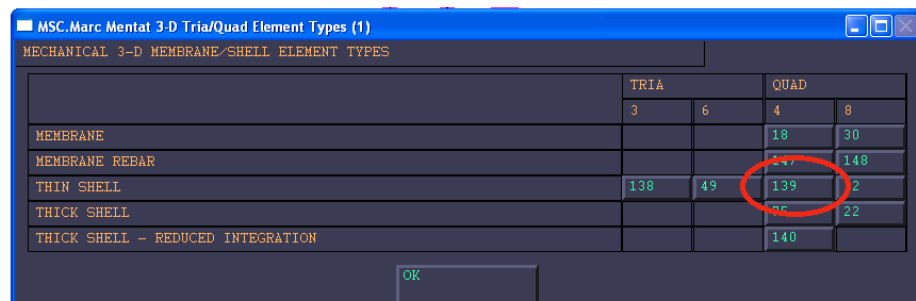 MSC.Marc Mentat 3-D Tria/Quad Element Types (1)
MECHANICAL 3-D MEMBRANE/SHELL ELEMENT TYPES
TRIA QUAD
3 6 4 8
MEMBRANE 18 30
MEMBRANE REBAR 147 148
THIN SHELL 138 49 139
THICK SHELL 75 22
THICK SHELL - REDUCED INTEGRATION 140
OK